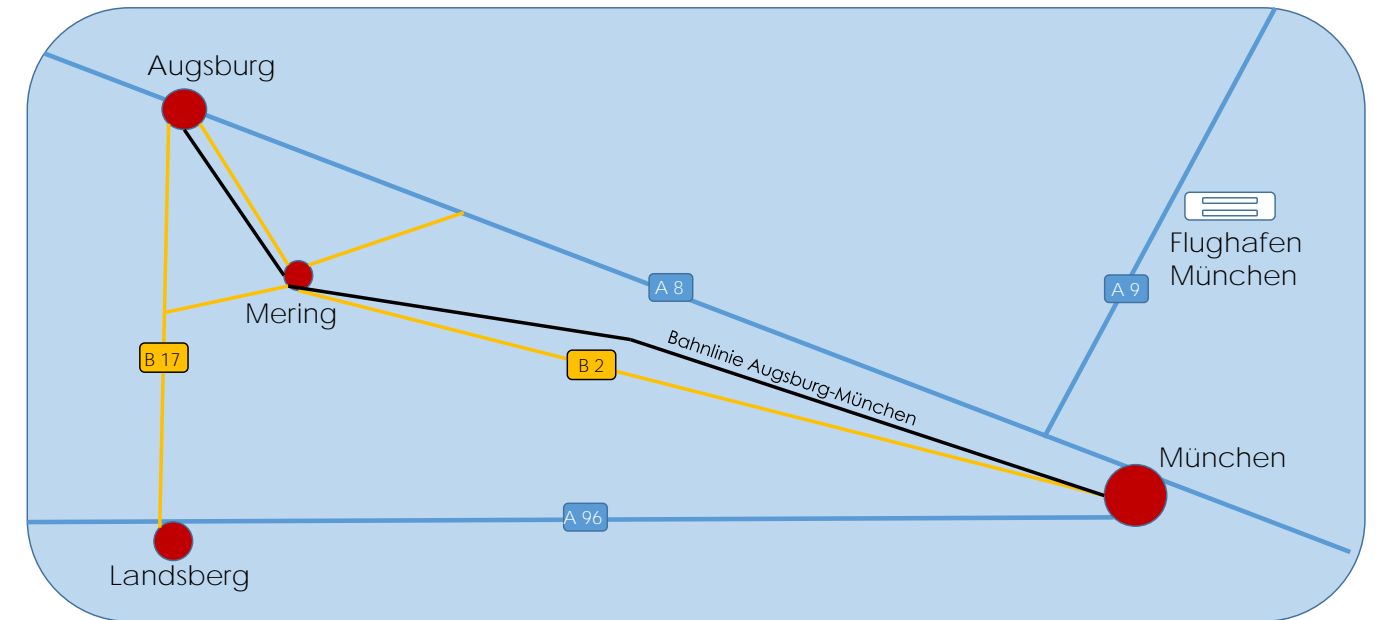 Augsburg
Flughafen
München
A 8
A 9
Mering
Bahnlinie Augsburg-München
B 17
B 2
München
A 96
Landsberg